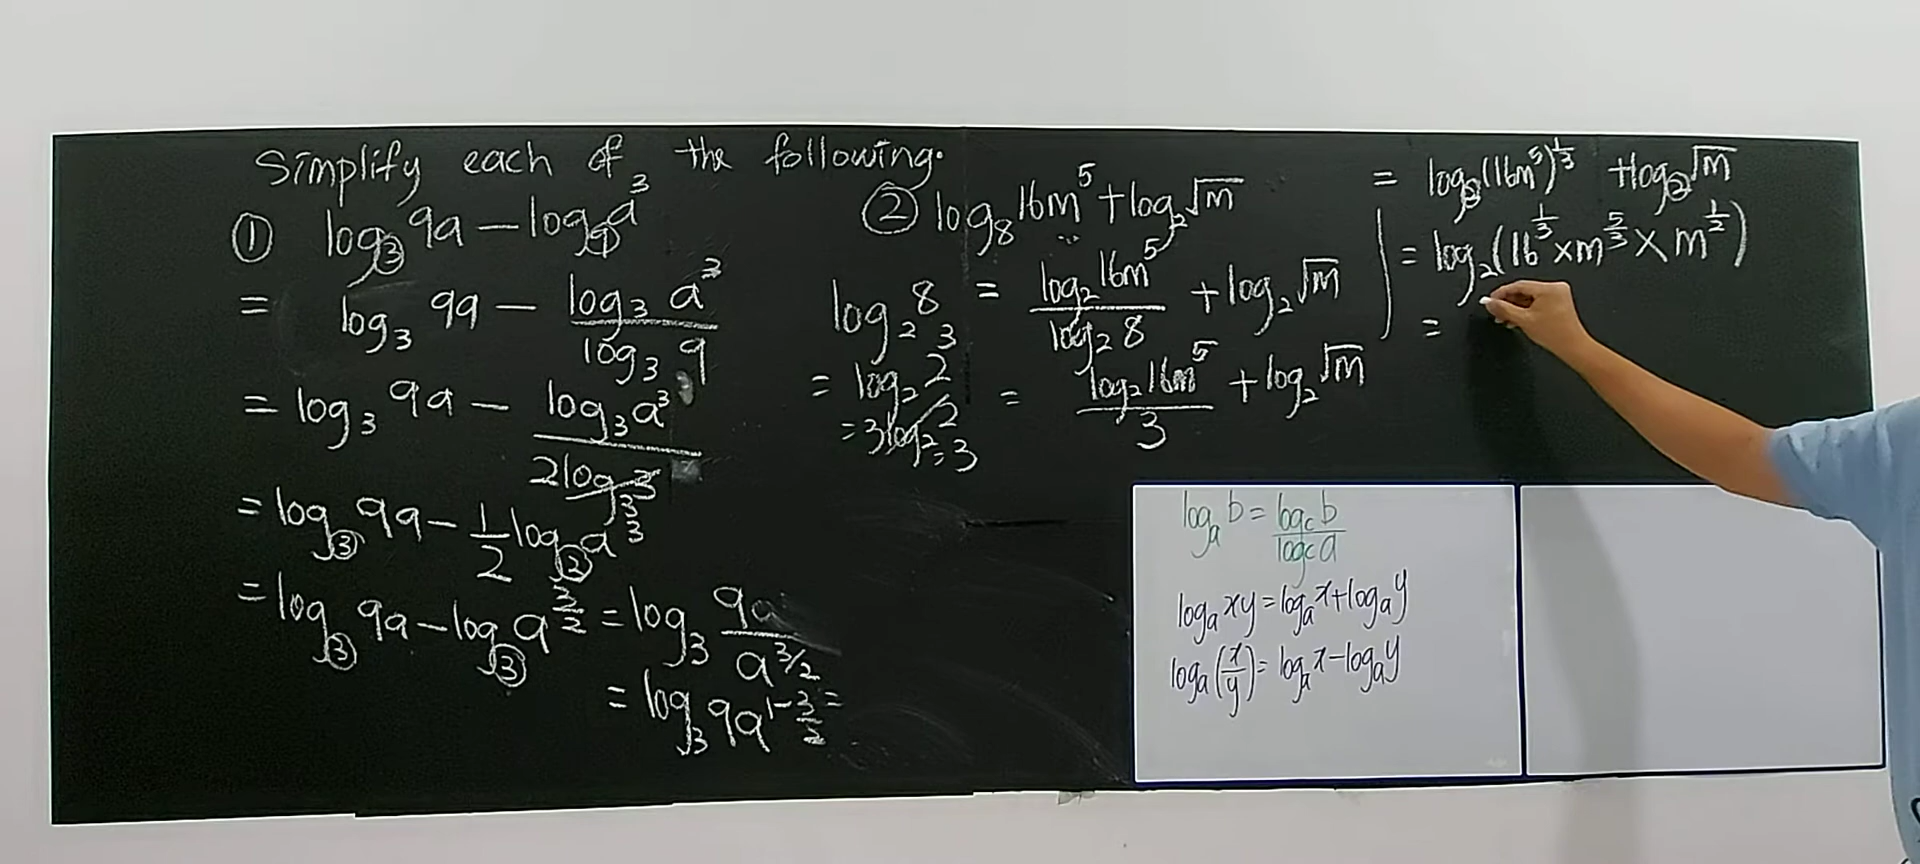 Simplify each of the following.
① log₃ 9a − log₉ a³
= log₃ 9a − log₃ a³ / log₃ 9
= log₃ 9a − log₃ a³ / 2log₃ 3
= log₃ 9a − 1/2 log₃ a³
= log₃ 9a − log₃ a^(3/2) = log₃ 9a / a^(3/2)
= log₃ 9a^(1−3/2) =
② log₈ 16m⁵ + log₂ √m
= log₂ 16m⁵ / log₂ 8 + log₂ √m
= log₂ 16m⁵ / 3 + log₂ √m
log₂ 8
= log₂ 2³
= 3log₂ 2 = 3
= log₂ (16m⁵)^(1/3) + log₂ √m
= log₂ (16^(1/3) × m^(5/3) × m^(1/2))
=
logₐ b = log_c b / log_c a
logₐ xy = logₐ x + logₐ y
logₐ (x/y) = logₐ x − logₐ y